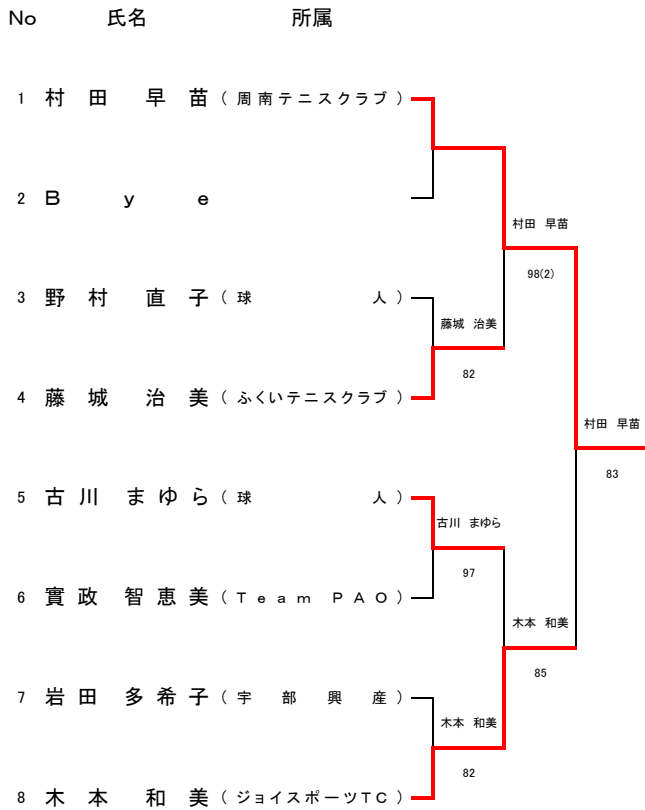 No 氏名 所属
1 村田 早苗 (周南テニスクラブ)
2 Bye
村田 早苗
98(2)
3 野村 直子 (球人)
藤城 治美
82
4 藤城 治美 (ふくいテニスクラブ)
村田 早苗
83
5 古川 まゆら (球人)
古川 まゆら
97
6 實政 智恵美 (Team PAO)
木本 和美
85
7 岩田 多希子 (宇部興産)
木本 和美
82
8 木本 和美 (ジョイスポーツTC)